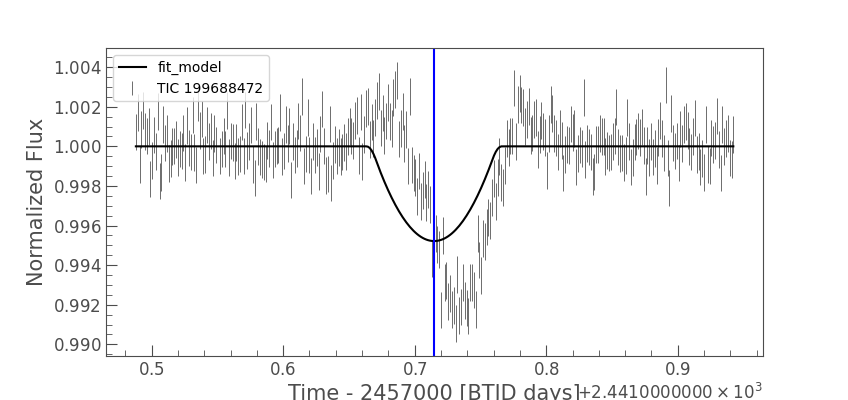 fit_model
TIC 199688472
Normalized Flux
1.004
1.002
1.000
0.998
0.996
0.994
0.992
0.990
0.5 0.6 0.7 0.8 0.9
Time - 2457000 [BTJD days]
+2.4410000000 × 10³